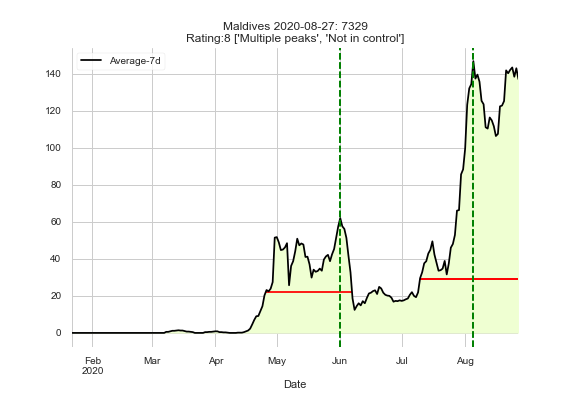 Maldives 2020-08-27: 7329
Rating:8 ['Multiple peaks', 'Not in control']
Average-7d
140
120
100
80
60
40
20
0
Feb
2020
Mar
Apr
May
Jun
Jul
Aug
Date